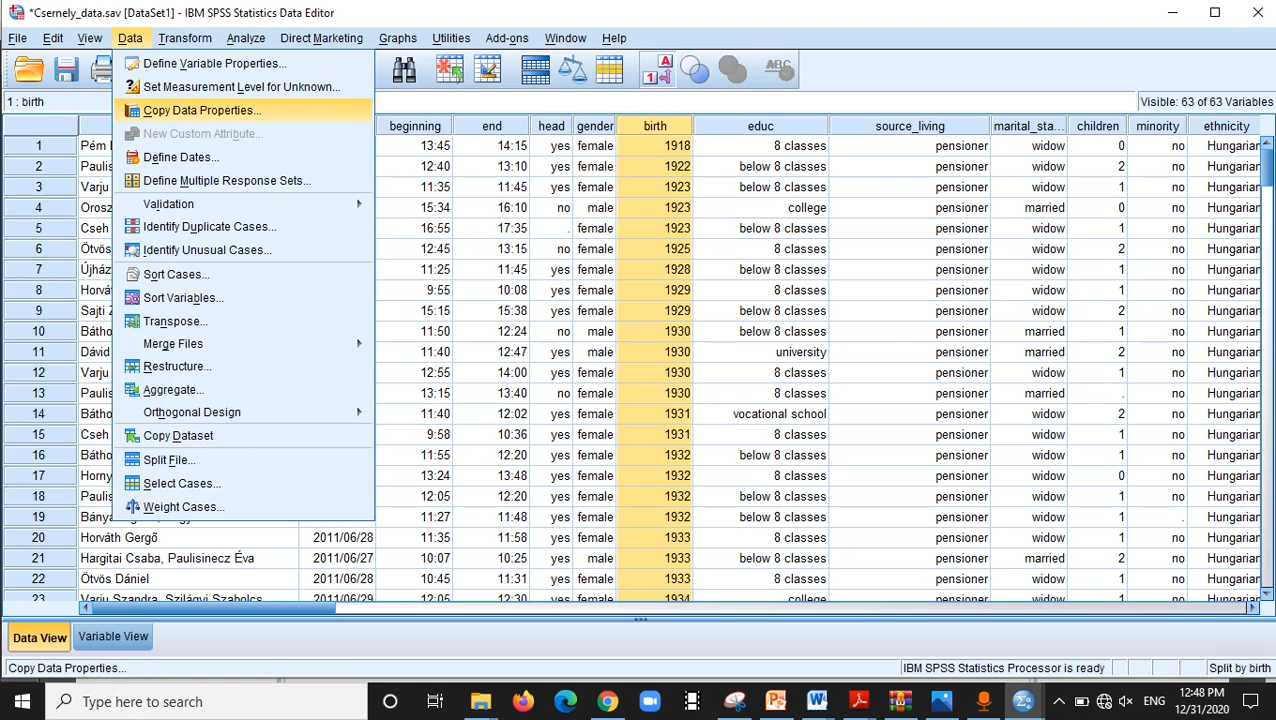 *Csernely_data.sav [DataSet1] - IBM SPSS Statistics Data Editor
File Edit View Data Transform Analyze Direct Marketing Graphs Utilities Add-ons Window Help
1 : birth
Visible: 63 of 63 Variables
Define Variable Properties...
Set Measurement Level for Unknown...
Copy Data Properties...
New Custom Attribute...
Define Dates...
Define Multiple Response Sets...
Validation
Identify Duplicate Cases...
Identify Unusual Cases...
Sort Cases...
Sort Variables...
Transpose...
Merge Files
Restructure...
Aggregate...
Orthogonal Design
Copy Dataset
Split File...
Select Cases...
Weight Cases...
beginning end head gender birth educ source_living marital_sta... children minority ethnicity
1 Pém 13:45 14:15 yes female 1918 8 classes pensioner widow 0 no Hungarian
2 Paulis 12:40 13:10 yes female 1922 below 8 classes pensioner widow 2 no Hungarian
3 Varju 11:35 11:45 yes female 1923 below 8 classes pensioner widow 1 no Hungarian
4 Orosz 15:34 16:10 no male 1923 college pensioner married 0 no Hungarian
5 Cseh 16:55 17:35 . female 1923 below 8 classes pensioner widow 1 no Hungarian
6 Ötvös 12:45 13:15 no female 1925 8 classes pensioner widow 2 no Hungarian
7 Újház 11:25 11:45 yes female 1928 below 8 classes pensioner widow 1 no Hungarian
8 Horvá 9:55 10:08 yes female 1929 8 classes pensioner widow 1 no Hungarian
9 Sajti Z 15:15 15:38 yes female 1929 below 8 classes pensioner widow 2 no Hungarian
10 Bátho 11:50 12:24 no female 1930 below 8 classes pensioner married 1 no Hungarian
11 Dávid 11:40 12:47 yes male 1930 university pensioner married 2 no Hungarian
12 Varju 12:55 14:00 yes female 1930 8 classes pensioner widow 1 no Hungarian
13 Paulis 13:15 13:40 no female 1930 8 classes pensioner married . no Hungarian
14 Bátho 11:40 12:02 yes female 1931 vocational school pensioner widow 2 no Hungarian
15 Cseh 9:58 10:36 yes female 1931 8 classes pensioner widow 1 no Hungarian
16 Bátho 11:55 12:20 yes female 1932 below 8 classes pensioner widow 1 no Hungarian
17 Horny 13:24 13:48 yes female 1932 8 classes pensioner widow 0 no Hungarian
18 Paulis 12:05 12:20 yes female 1932 below 8 classes pensioner widow 1 no Hungarian
19 Bánya 11:27 11:48 yes female 1932 below 8 classes pensioner widow 1 . Hungarian
20 Horváth Gergő 2011/06/28 11:35 11:58 yes female 1933 8 classes pensioner widow 1 no Hungarian
21 Hargitai Csaba, Paulisinecz Éva 2011/06/27 10:07 10:25 yes male 1933 below 8 classes pensioner married 2 no Hungarian
22 Ötvös Dániel 2011/06/28 10:45 11:31 yes female 1933 8 classes pensioner widow 1 no Hungarian
23 Varju Szandra, Szilágyi Szabolcs 2011/06/29 12:05 12:30 yes female 1934 college pensioner widow 1 no Hungarian
Data View Variable View
Copy Data Properties... IBM SPSS Statistics Processor is ready Split by birth
Type here to search
ENG
12:48 PM
12/31/2020